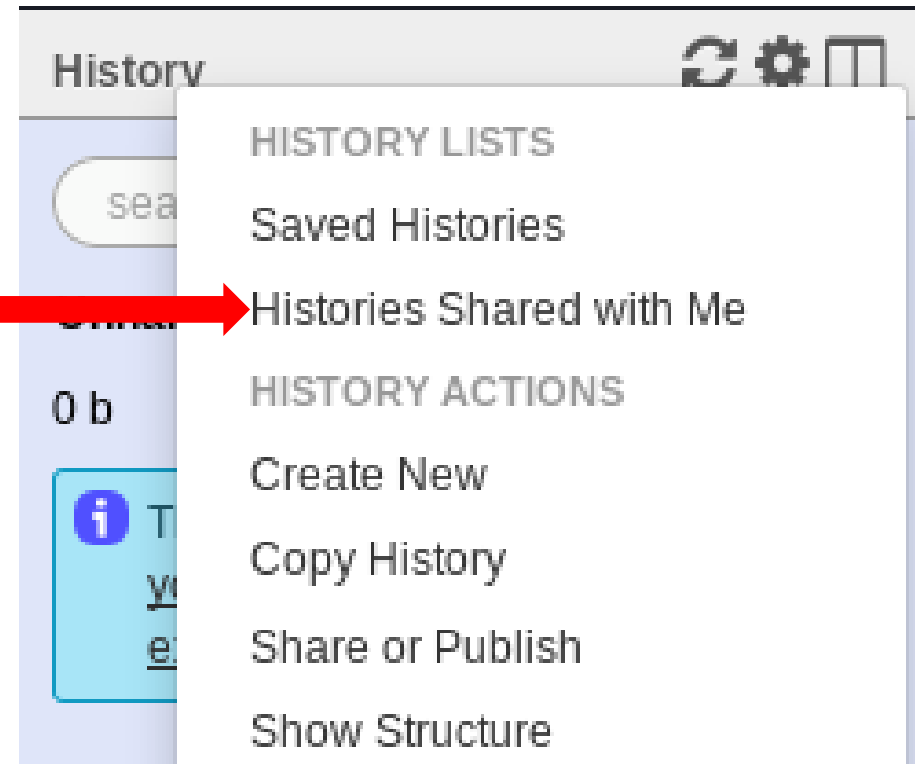 History
HISTORY LISTS
sea
Saved Histories
Histories Shared with Me
0 b
HISTORY ACTIONS
Create New
Copy History
Share or Publish
Show Structure